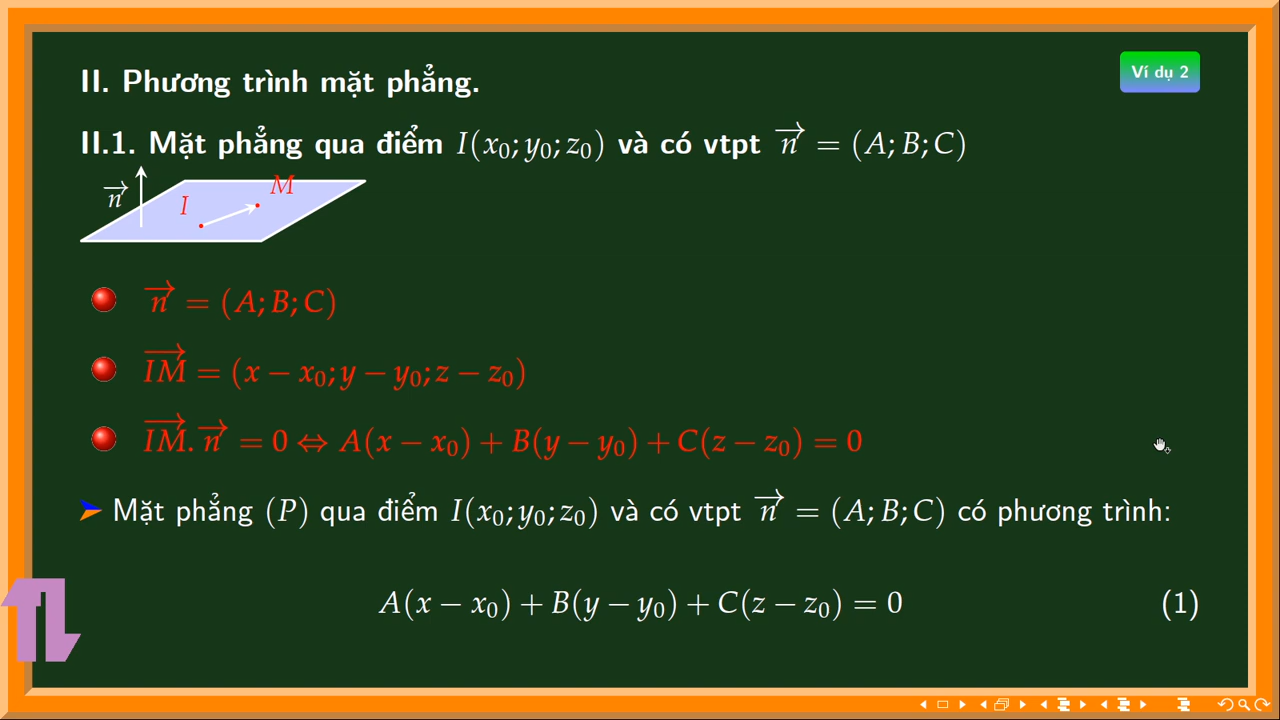 II. Phương trình mặt phẳng.
Ví dụ 2
II.1. Mặt phẳng qua điểm I(x₀; y₀; z₀) và có vtpt n⃗ = (A; B; C)
n⃗ I M
n⃗ = (A; B; C)
IM⃗ = (x − x₀; y − y₀; z − z₀)
IM⃗. n⃗ = 0 ⇔ A(x − x₀) + B(y − y₀) + C(z − z₀) = 0
Mặt phẳng (P) qua điểm I(x₀; y₀; z₀) và có vtpt n⃗ = (A; B; C) có phương trình:
A(x − x₀) + B(y − y₀) + C(z − z₀) = 0 (1)